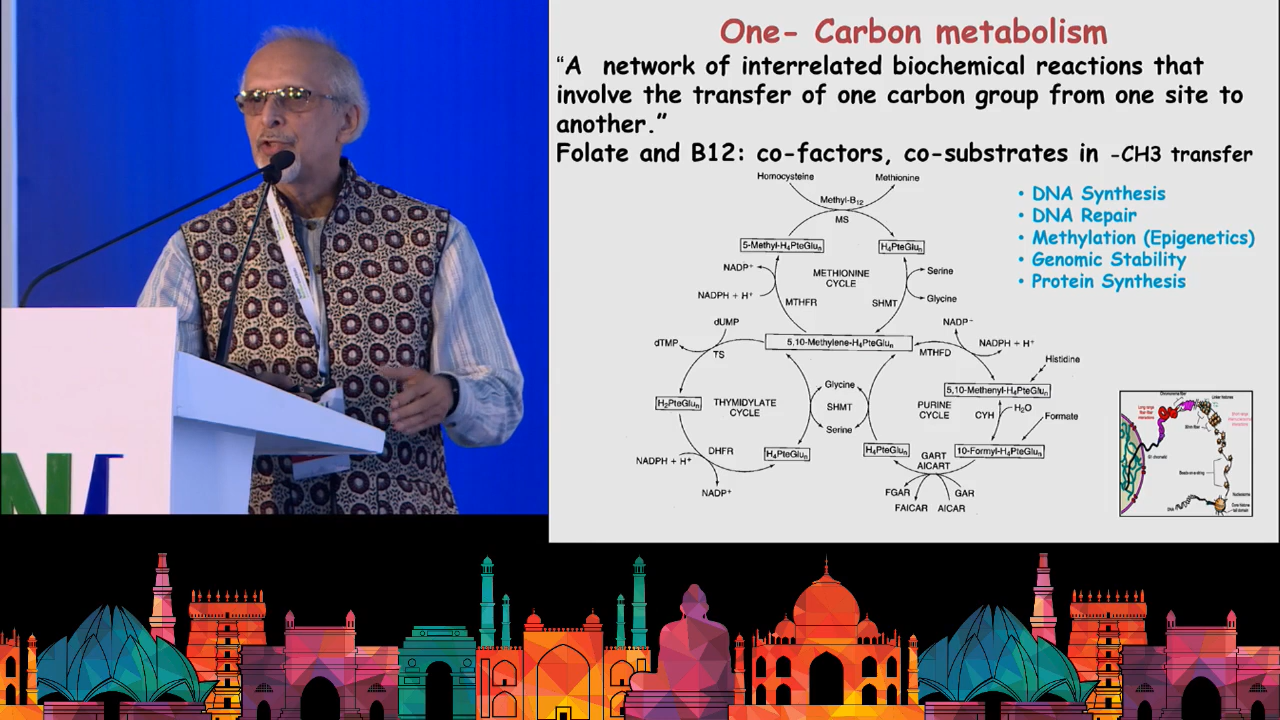 One- Carbon metabolism
“A network of interrelated biochemical reactions that
involve the transfer of one carbon group from one site to
another.”
Folate and B12: co-factors, co-substrates in -CH3 transfer
• DNA Synthesis
• DNA Repair
• Methylation (Epigenetics)
• Genomic Stability
• Protein Synthesis
Homocysteine
Methionine
Methyl-B12
MS
5-Methyl-H4PteGlun
H4PteGlun
NADP+
METHIONINE
CYCLE
Serine
NADPH + H+
MTHFR
SHMT
Glycine
dUMP
NADP−
dTMP
TS
5,10-Methylene-H4PteGlun
MTHFD
NADPH + H+
Histidine
Glycine
5,10-Methenyl-H4PteGlun
H2PteGlun
THYMIDYLATE
CYCLE
SHMT
PURINE
CYCLE
CYH
H2O
Formate
Serine
DHFR
H4PteGlun
H4PteGlun
10-Formyl-H4PteGlun
NADPH + H+
GART
AICART
NADP+
FGAR
GAR
FAICAR
AICAR